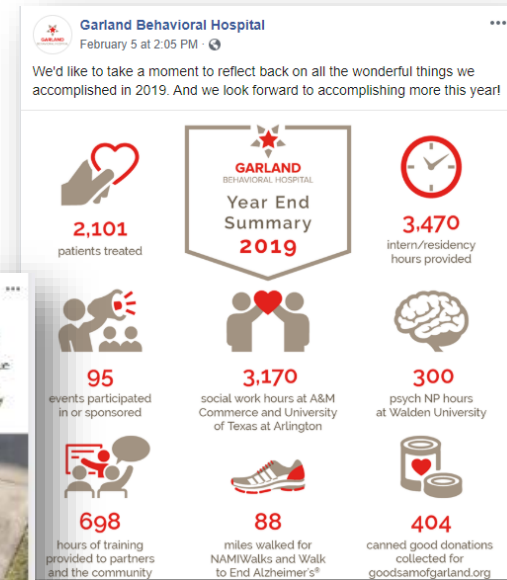 Garland Behavioral Hospital
February 5 at 2:05 PM ·
We'd like to take a moment to reflect back on all the wonderful things we
accomplished in 2019. And we look forward to accomplishing more this year!
GARLAND
BEHAVIORAL HOSPITAL
Year End
Summary
2019
2,101
patients treated
3,470
intern/residency
hours provided
95
events participated
in or sponsored
3,170
social work hours at A&M
Commerce and University
of Texas at Arlington
300
psych NP hours
at Walden University
698
hours of training
provided to partners
and the community
88
miles walked for
NAMIWalks and Walk
to End Alzheimer's®
404
canned good donations
collected for
goodsamofgarland.org